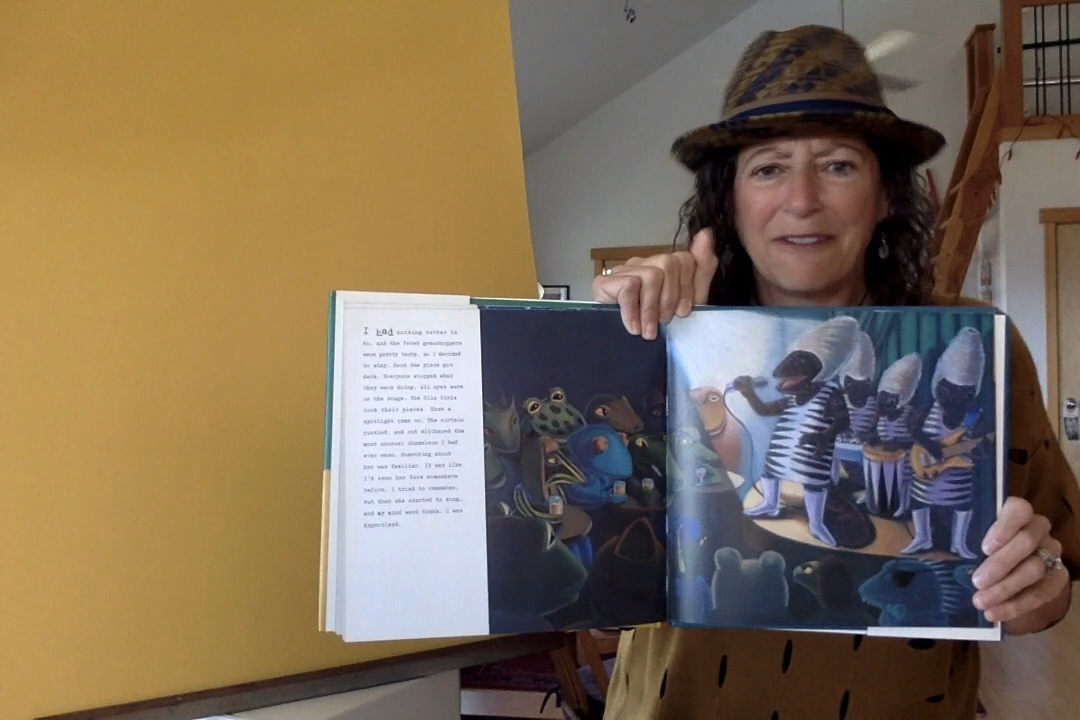 I had nothing better to
do, and the fried grasshoppers
were pretty tasty, so I decided
to stay. Soon the place got
dark. Everyone stopped what
they were doing. All eyes were
on the stage. The Gila Girls
took their places. Then a
spotlight came on. The curtain
rustled, and out slithered the
most unusual chameleon I had
ever seen. Something about
her was familiar. It was like
I'd seen her face somewhere
before. I tried to remember,
but then she started to sing,
and my mind went blank. I was
hypnotized.